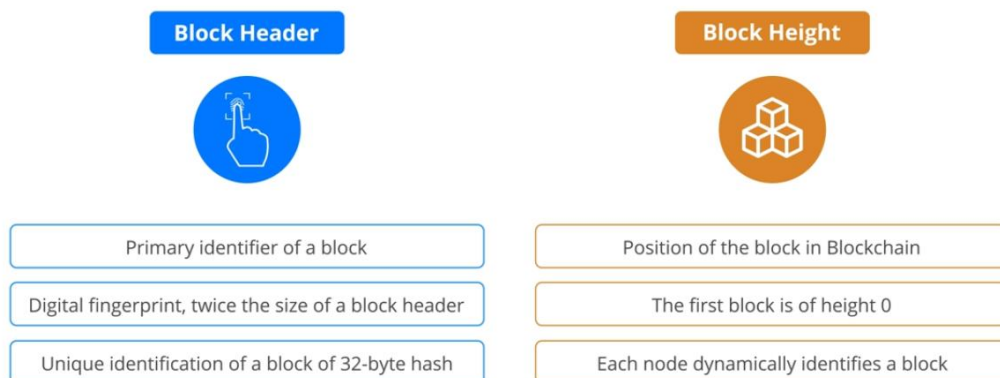 Block Header
Primary identifier of a block
Digital fingerprint, twice the size of a block header
Unique identification of a block of 32-byte hash
Block Height
Position of the block in Blockchain
The first block is of height 0
Each node dynamically identifies a block